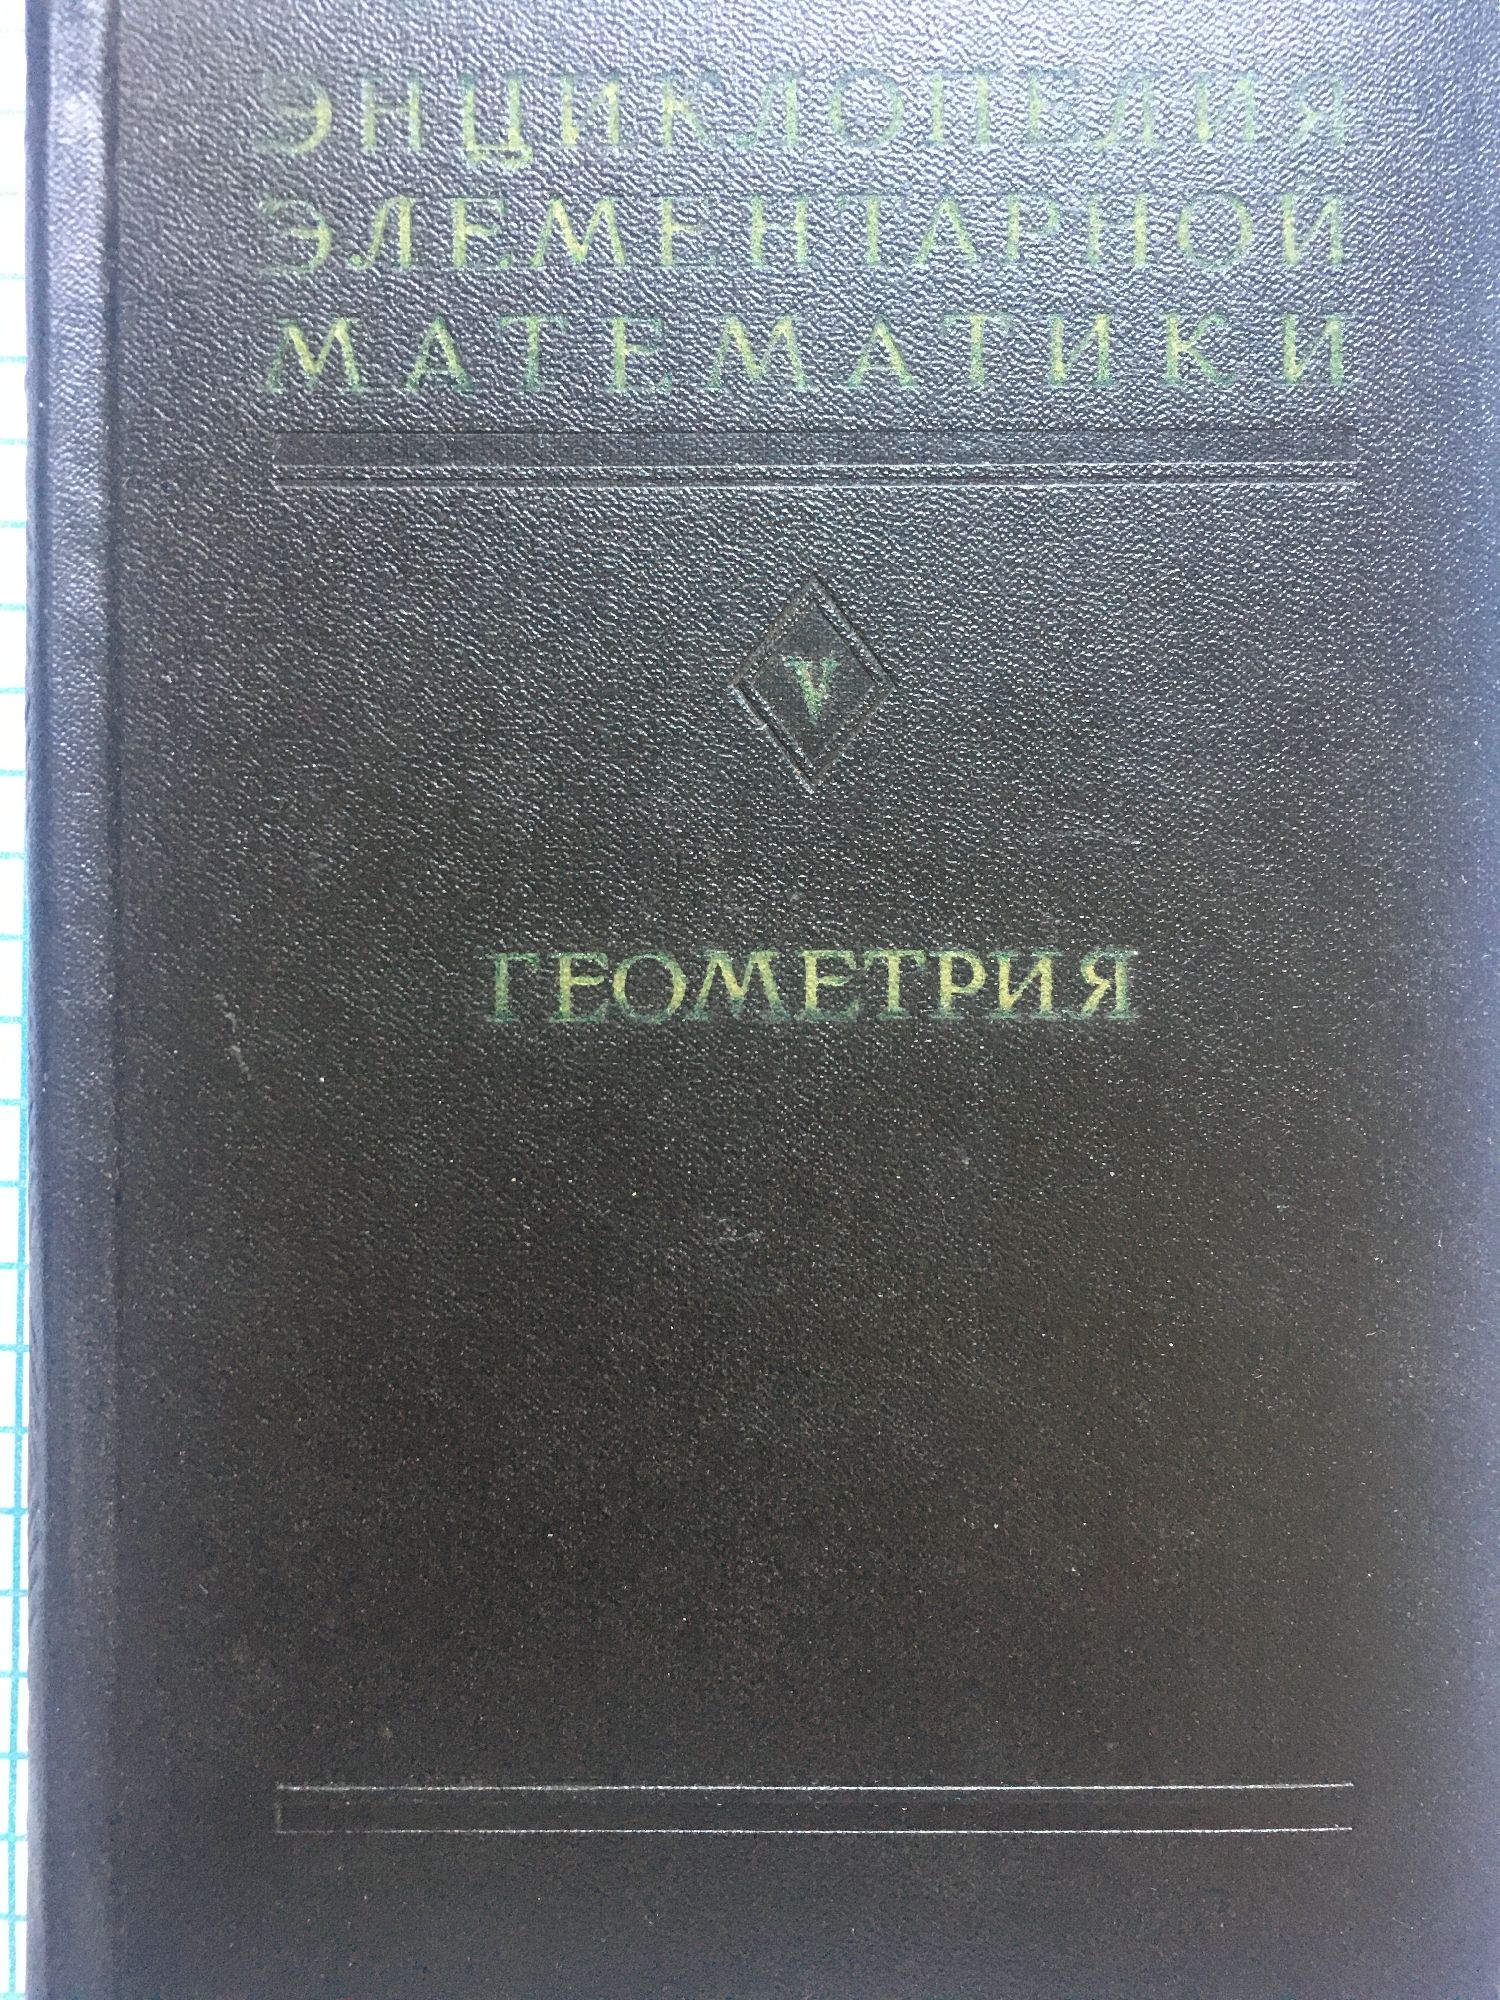 ЭНЦИКЛОПЕДИЯ
ЭЛЕМЕНТАРНОЙ
МАТЕМАТИКИ
V
ГЕОМЕТРИЯ